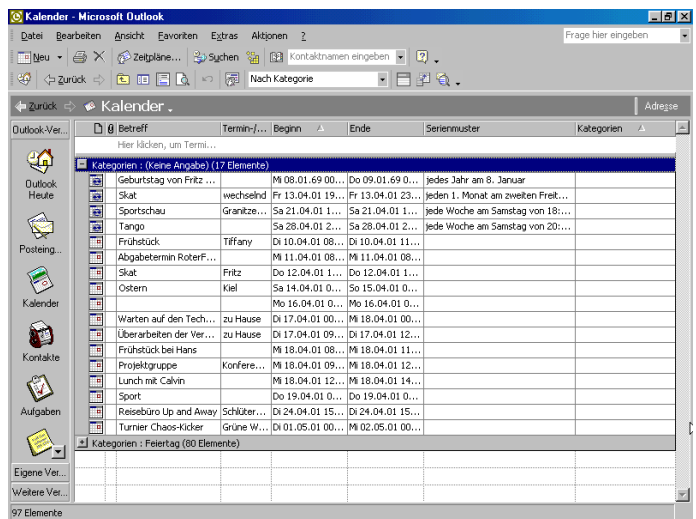 Kalender - Microsoft Outlook
Datei Bearbeiten Ansicht Favoriten Extras Aktionen ? Frage hier eingeben
Neu Zeitpläne... Suchen Kontaktnamen eingeben
Zurück Nach Kategorie
Zurück Kalender. Adresse
Outlook-Ver... Betreff Termin-/... Beginn Ende Serienmuster Kategorien
Hier klicken, um Termi...
Kategorien : (Keine Angabe) (17 Elemente)
Geburtstag von Fritz ... Mi 08.01.69 00... Do 09.01.69 0... jedes Jahr am 8. Januar
Skat wechselnd Fr 13.04.01 19... Fr 13.04.01 23... jeden 1. Monat am zweiten Freit...
Sportschau Granitze... Sa 21.04.01 1... Sa 21.04.01 1... jede Woche am Samstag von 18:...
Tango Sa 28.04.01 2... Sa 28.04.01 2... jede Woche am Samstag von 20:...
Frühstück Tiffany Di 10.04.01 08... Di 10.04.01 11...
Abgabetermin RoterF... Mi 11.04.01 08... Mi 11.04.01 08...
Skat Fritz Do 12.04.01 1... Do 12.04.01 1...
Ostern Kiel Sa 14.04.01 0... So 15.04.01 0...
Mo 16.04.01 0... Mo 16.04.01 0...
Warten auf den Tech... zu Hause Di 17.04.01 00... Mi 18.04.01 00...
Überarbeiten der Ver... zu Hause Di 17.04.01 09... Di 17.04.01 12...
Frühstück bei Hans Mi 18.04.01 08... Mi 18.04.01 11...
Projektgruppe Konfere... Mi 18.04.01 09... Mi 18.04.01 12...
Lunch mit Calvin Mi 18.04.01 12... Mi 18.04.01 14...
Sport Do 19.04.01 0... Do 19.04.01 0...
Reisebüro Up and Away Schlüter... Di 24.04.01 15... Di 24.04.01 15...
Turnier Chaos-Kicker Grüne W... Di 01.05.01 00... Mi 02.05.01 00...
Kategorien : Feiertag (80 Elemente)
Outlook
Heute
Posteing...
Kalender
Kontakte
Aufgaben
Eigene Ver...
Weitere Ver...
97 Elemente